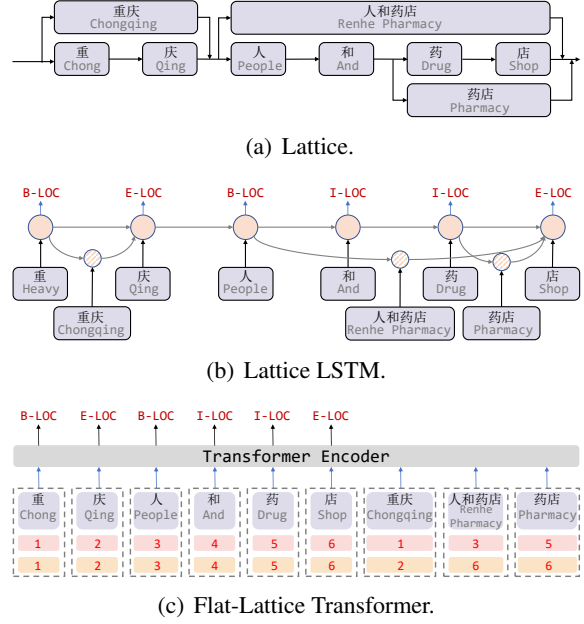 重庆
Chongqing
人和药店
Renhe Pharmacy
重
Chong
庆
Qing
人
People
和
And
药
Drug
店
Shop
药店
Pharmacy
(a) Lattice.
B-LOC E-LOC B-LOC I-LOC I-LOC E-LOC
重
Heavy
庆
Qing
人
People
和
And
药
Drug
店
Shop
重庆
Chongqing
人和药店
Renhe Pharmacy
药店
Pharmacy
(b) Lattice LSTM.
B-LOC E-LOC B-LOC I-LOC I-LOC E-LOC
Transformer Encoder
重 庆 人 和 药 店 重庆 人和药店 药店
Chong Qing People And Drug Shop Chongqing Renhe Pharmacy Pharmacy
1 2 3 4 5 6 1 3 5
1 2 3 4 5 6 2 6 6
(c) Flat-Lattice Transformer.